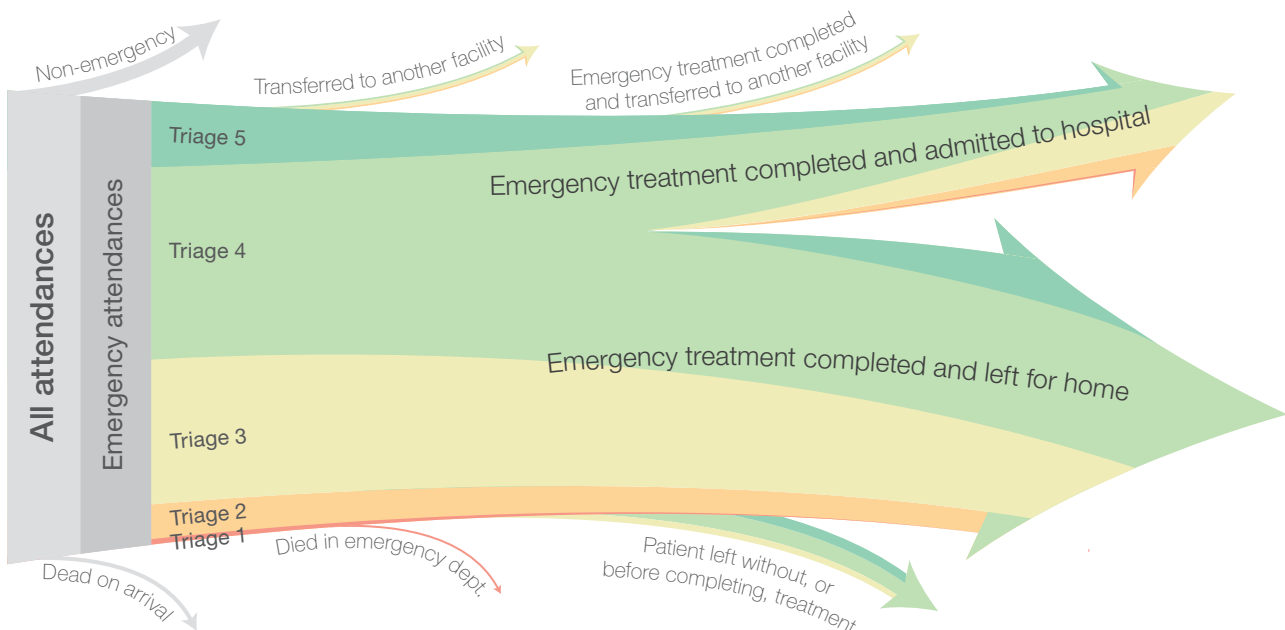 Non-emergency
Transferred to another facility
Emergency treatment completed
and transferred to another facility
All attendances
Emergency attendances
Triage 5
Triage 4
Triage 3
Triage 2
Triage 1
Emergency treatment completed and admitted to hospital
Emergency treatment completed and left for home
Dead on arrival
Died in emergency dept.
Patient left without, or
before completing, treatment